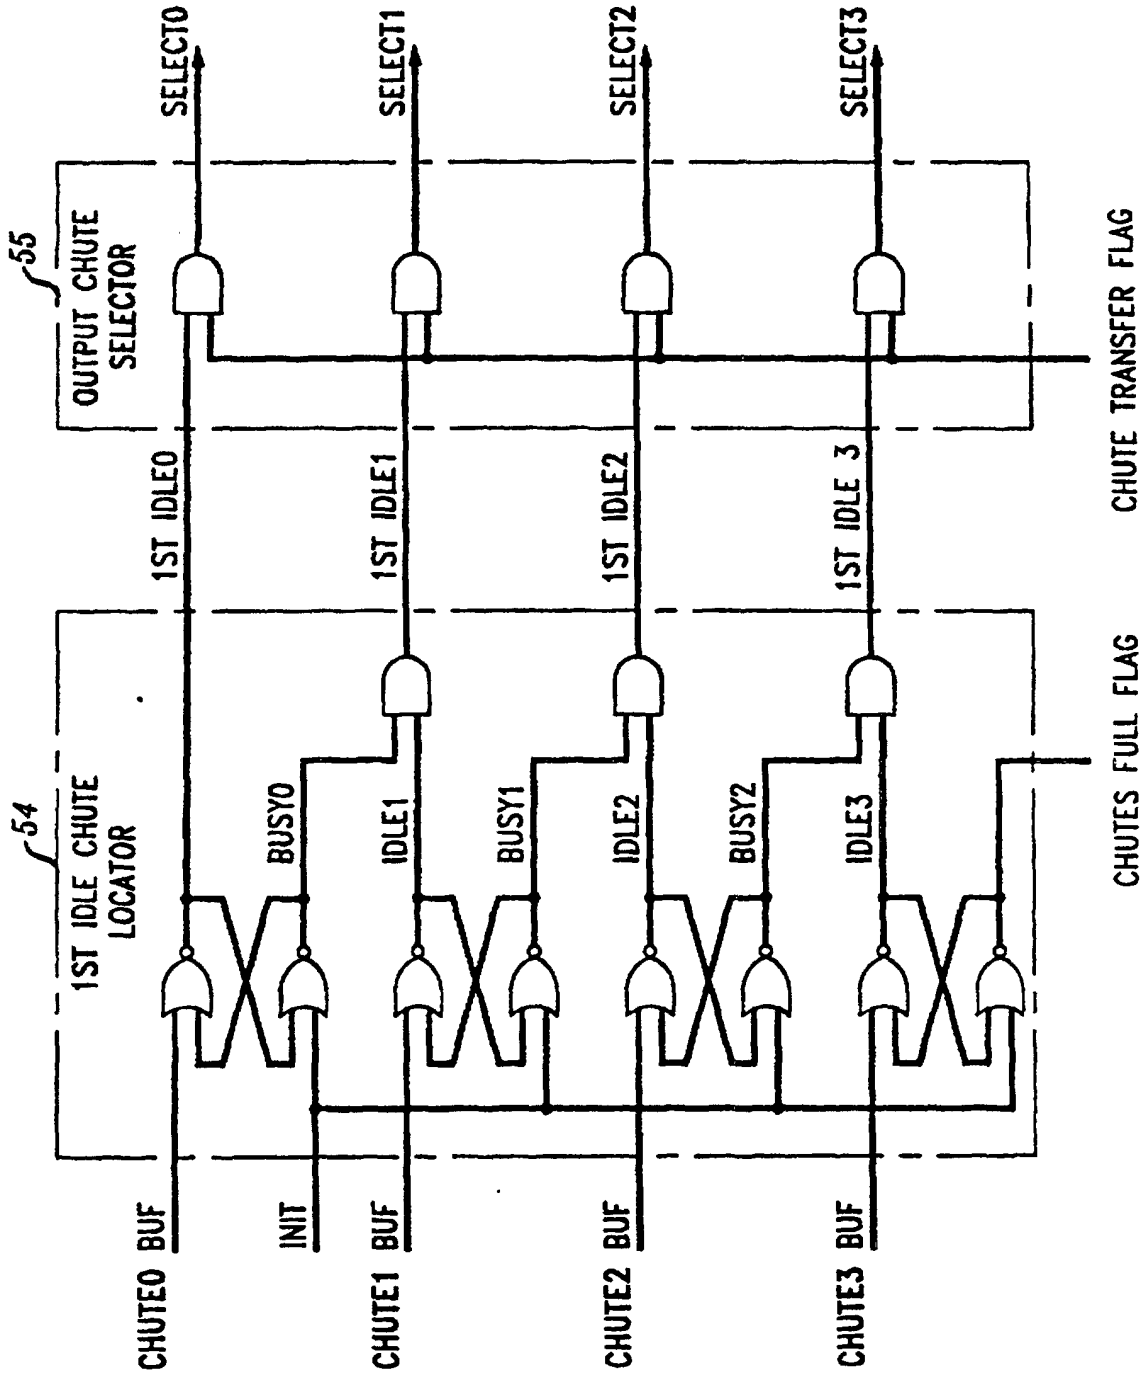 54
1ST IDLE CHUTE
LOCATOR
55
OUTPUT CHUTE
SELECTOR
CHUTE0 BUF
1ST IDLE0
SELECT0
INIT
BUSY0
CHUTE1 BUF
IDLE1
1ST IDLE1
SELECT1
BUSY1
CHUTE2 BUF
IDLE2
1ST IDLE2
SELECT2
BUSY2
CHUTE3 BUF
IDLE3
1ST IDLE 3
SELECT3
CHUTES FULL FLAG
CHUTE TRANSFER FLAG